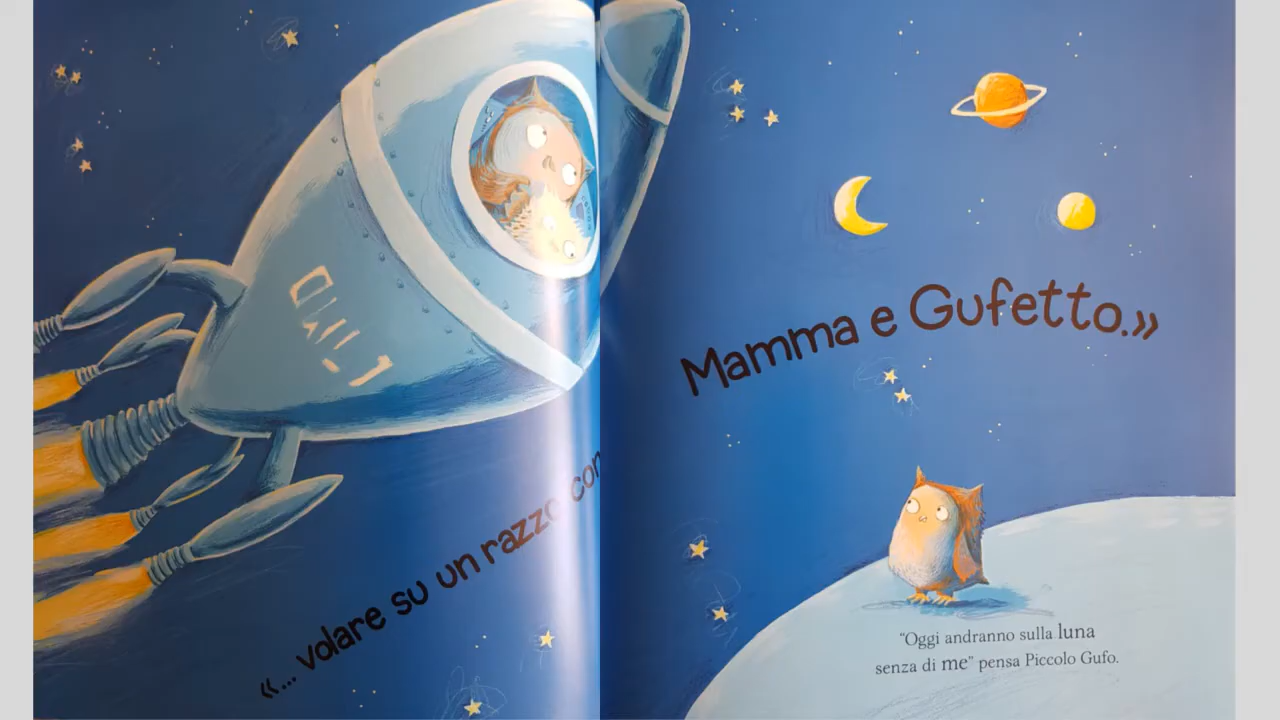 «... volare su un razzo con
Mamma e Gufetto.»
“Oggi andranno sulla luna
senza di me” pensa Piccolo Gufo.